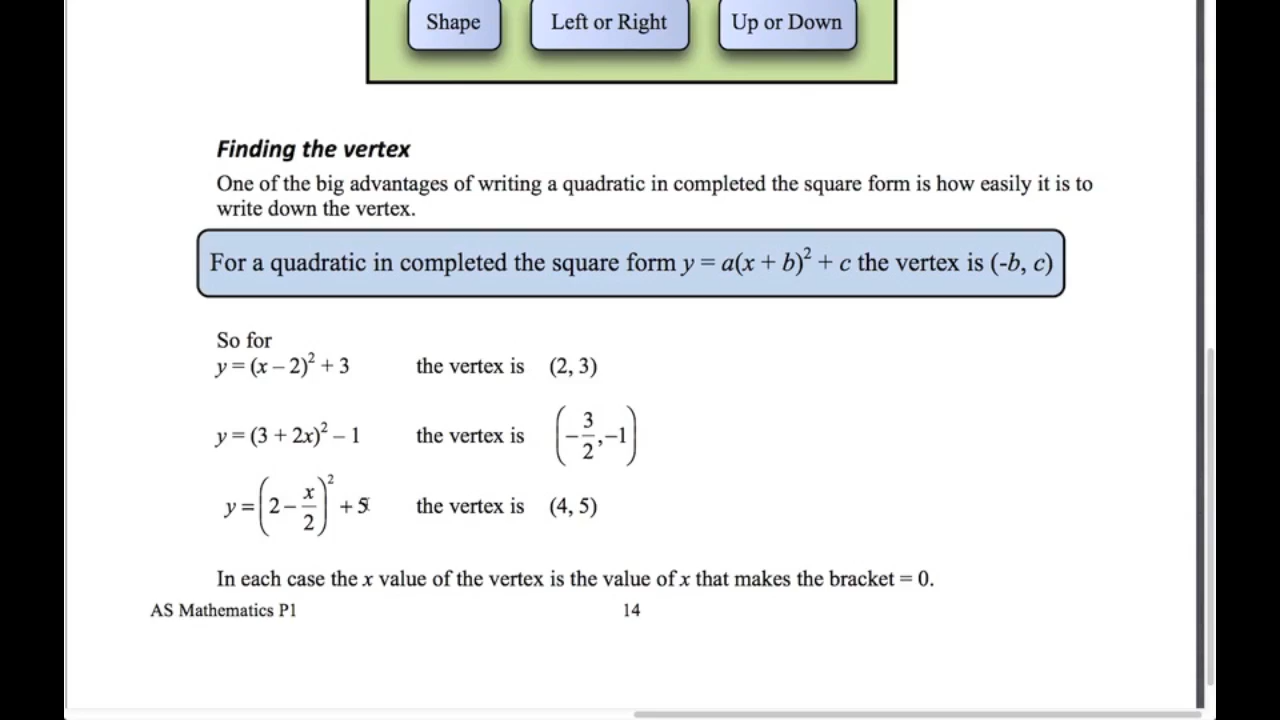 Shape Left or Right Up or Down
Finding the vertex
One of the big advantages of writing a quadratic in completed the square form is how easily it is to
write down the vertex.
For a quadratic in completed the square form y = a(x + b)² + c the vertex is (-b, c)
So for
y = (x – 2)² + 3 the vertex is (2, 3)
y = (3 + 2x)² – 1 the vertex is (−3/2, −1)
y = (2 − x/2)² + 5 the vertex is (4, 5)
In each case the x value of the vertex is the value of x that makes the bracket = 0.
AS Mathematics P1 14